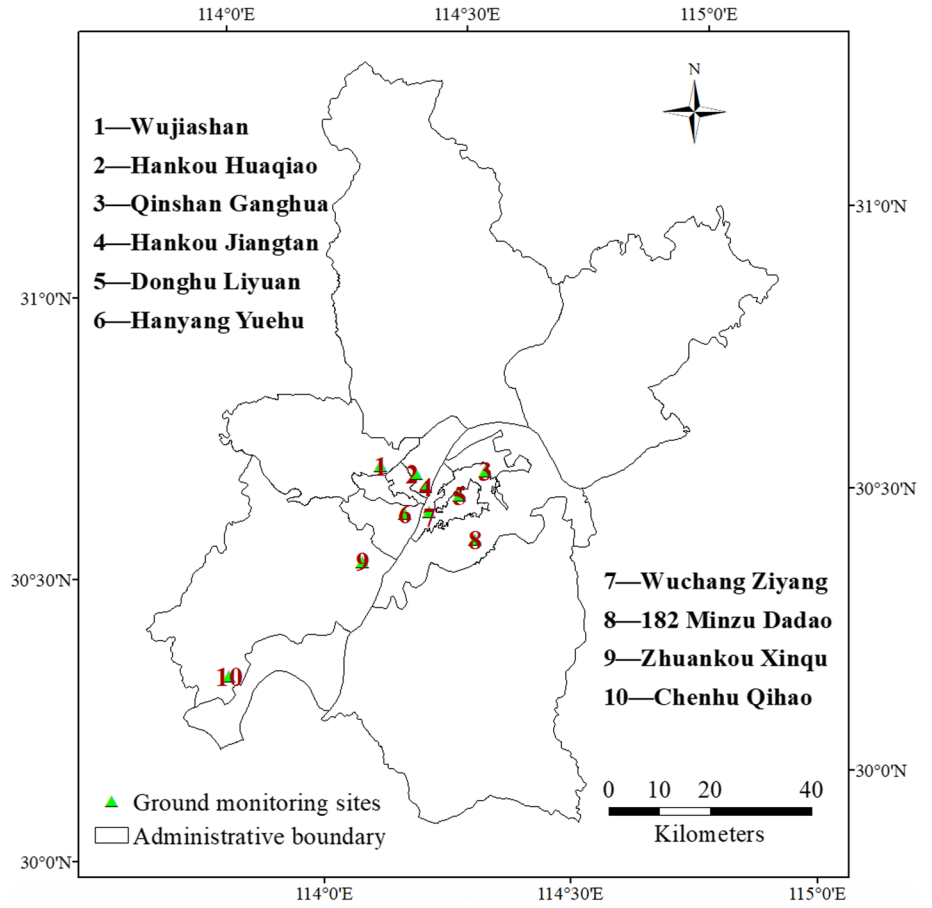 114°0'E 114°30'E 115°0'E
N
1—Wujiashan
2—Hankou Huaqiao
3—Qinshan Ganghua
4—Hankou Jiangtan
5—Donghu Liyuan
6—Hanyang Yuehu
31°0'N
31°0'N
1
2
3
4
5
6
7
8
9
10
30°30'N
30°30'N
7—Wuchang Ziyang
8—182 Minzu Dadao
9—Zhuankou Xinqu
10—Chenhu Qihao
30°0'N
0 10 20 40
Kilometers
Ground monitoring sites
Administrative boundary
30°0'N
114°0'E 114°30'E 115°0'E